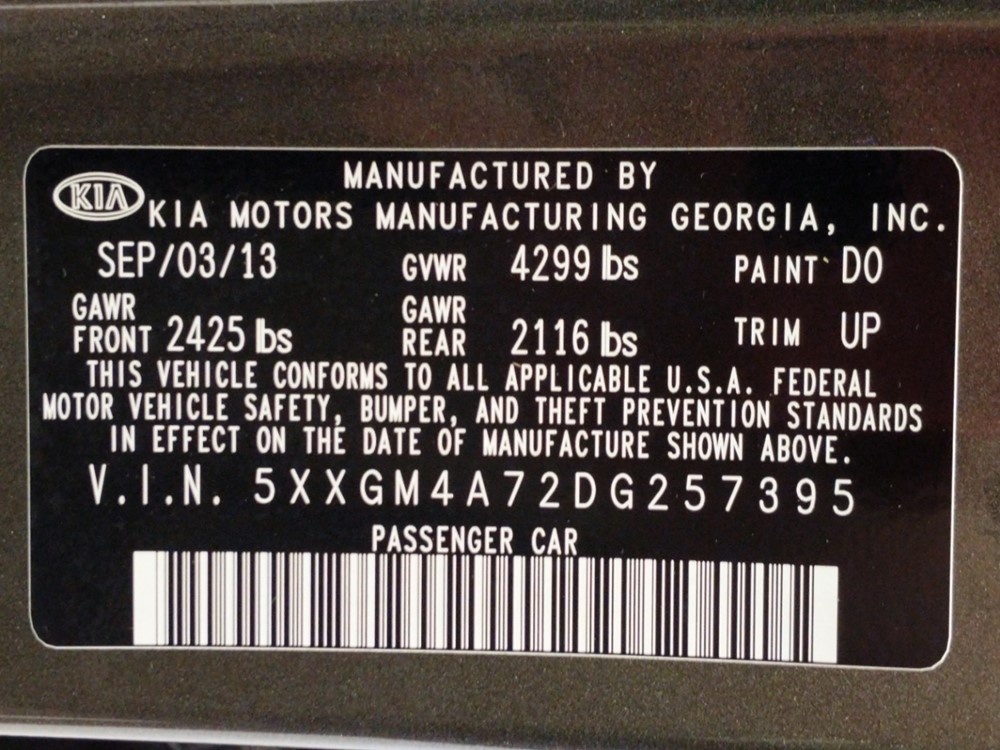 MANUFACTURED BY
KIA KIA MOTORS MANUFACTURING GEORGIA, INC.
SEP/03/13 GVWR 4299 lbs PAINT DO
GAWR FRONT 2425 lbs GAWR REAR 2116 lbs TRIM UP
THIS VEHICLE CONFORMS TO ALL APPLICABLE U.S.A. FEDERAL
MOTOR VEHICLE SAFETY, BUMPER, AND THEFT PREVENTION STANDARDS
IN EFFECT ON THE DATE OF MANUFACTURE SHOWN ABOVE.
V.I.N. 5XXGM4A72DG257395
PASSENGER CAR